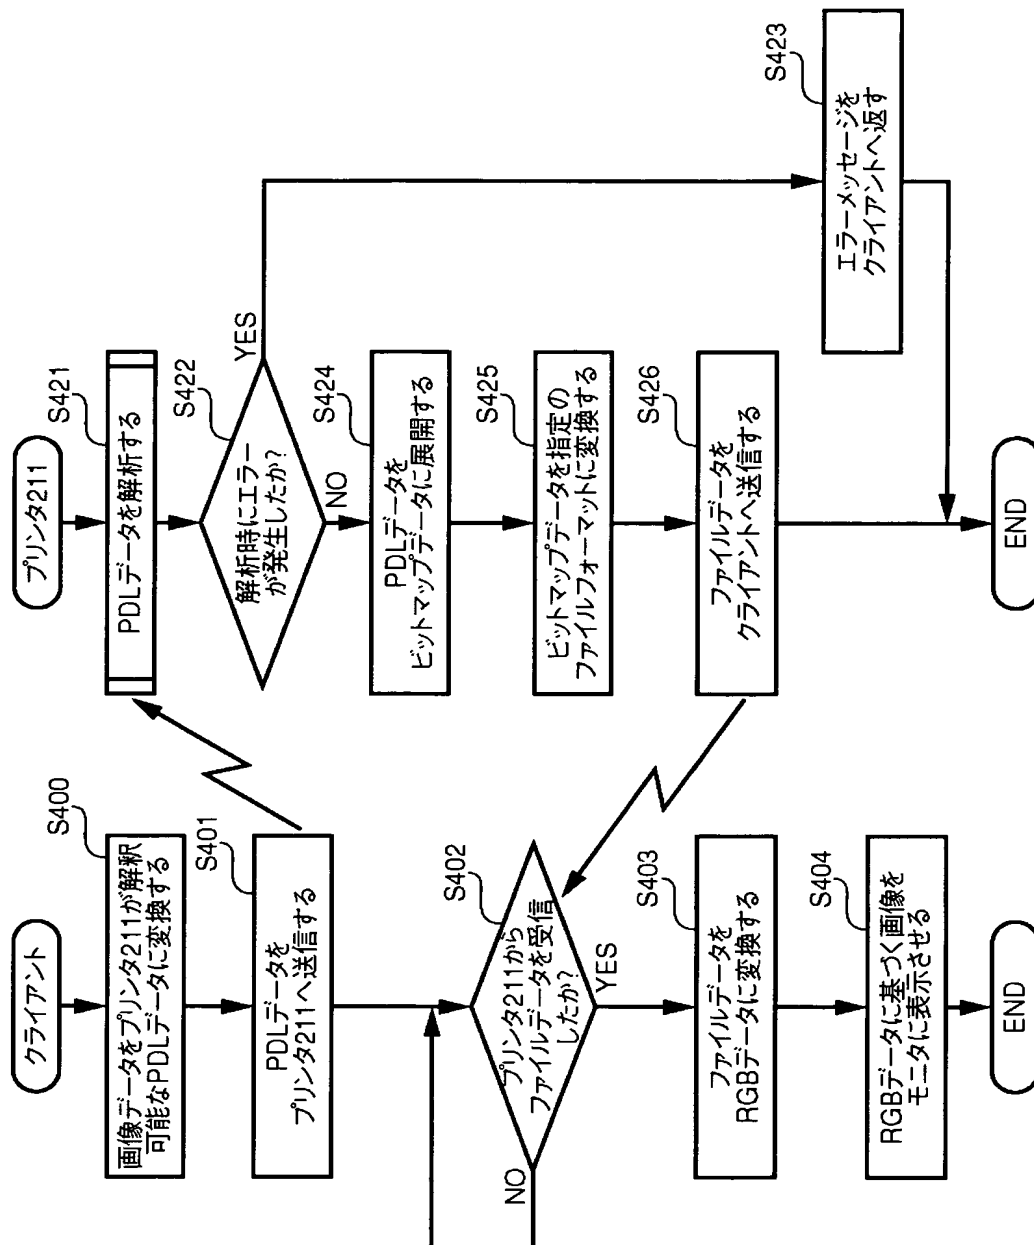 クライアント
S400
画像データをプリンタ211が解釈
可能なPDLデータに変換する
S401
PDLデータを
プリンタ211へ送信する
S402
プリンタ211から
ファイルデータを受信
したか?
NO
YES
S403
ファイルデータを
RGBデータに変換する
S404
RGBデータに基づく画像を
モニタに表示させる
END
プリンタ211
S421
PDLデータを解析する
S422
解析時にエラー
が発生したか?
YES
NO
S424
PDLデータを
ビットマップデータに展開する
S425
ビットマップデータを指定の
ファイルフォーマットに変換する
S426
ファイルデータを
クライアントへ送信する
S423
エラーメッセージを
クライアントへ返す
END